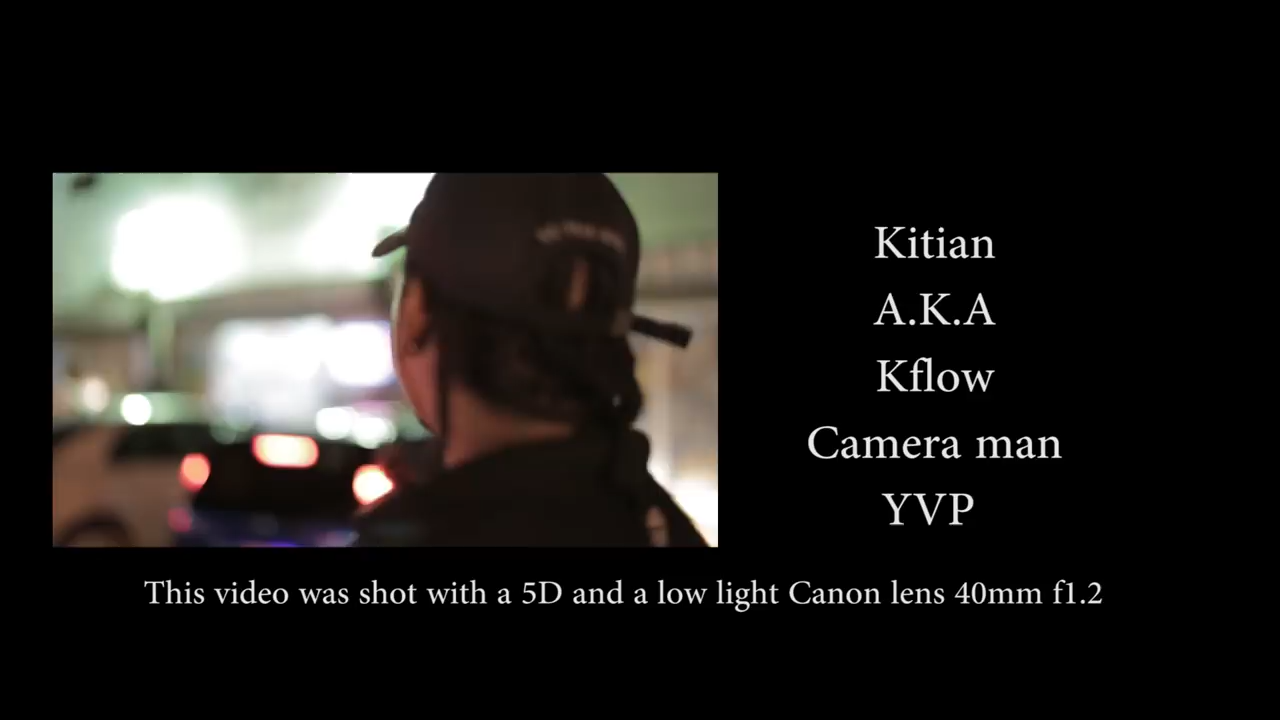 Kitian
A.K.A
Kflow
Camera man
YVP
This video was shot with a 5D and a low light Canon lens 40mm f1.2